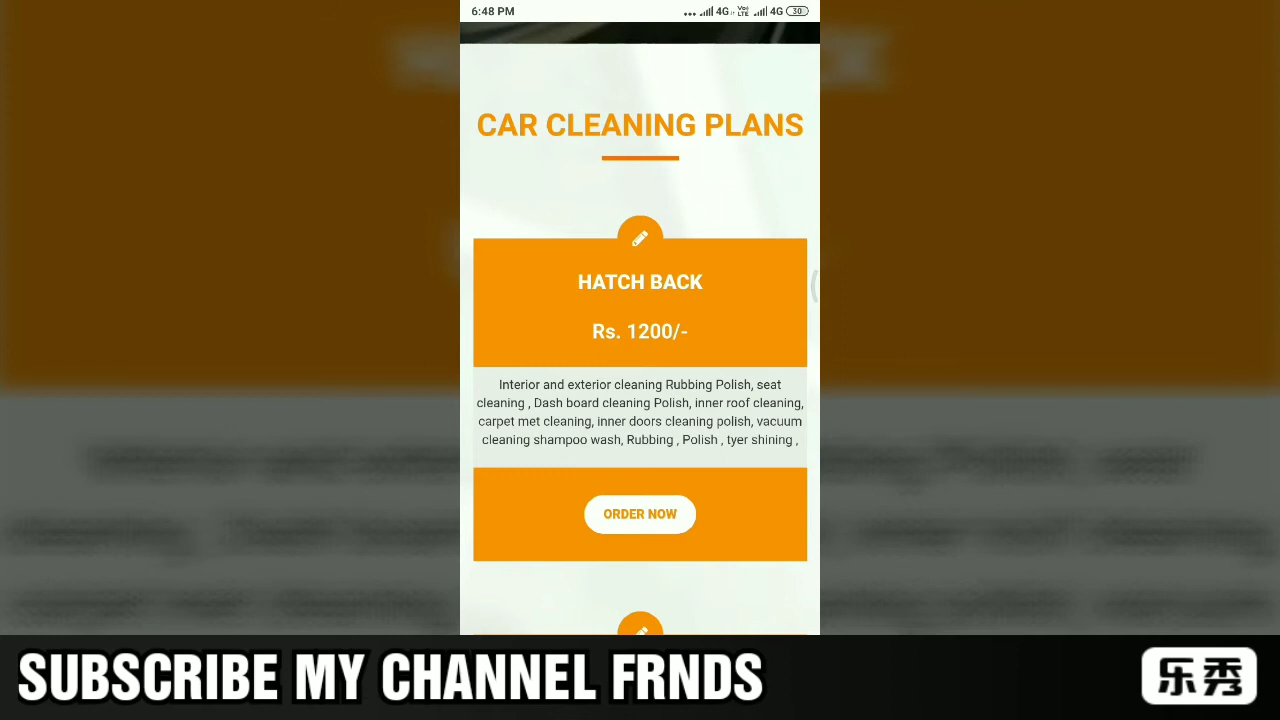 6:48 PM
4G VoI LTE 4G 30
CAR CLEANING PLANS
HATCH BACK
Rs. 1200/-
Interior and exterior cleaning Rubbing Polish, seat
cleaning , Dash board cleaning Polish, inner roof cleaning,
carpet met cleaning, inner doors cleaning polish, vacuum
cleaning shampoo wash, Rubbing , Polish , tyer shining ,
ORDER NOW
SUBSCRIBE MY CHANNEL FRNDS
乐秀